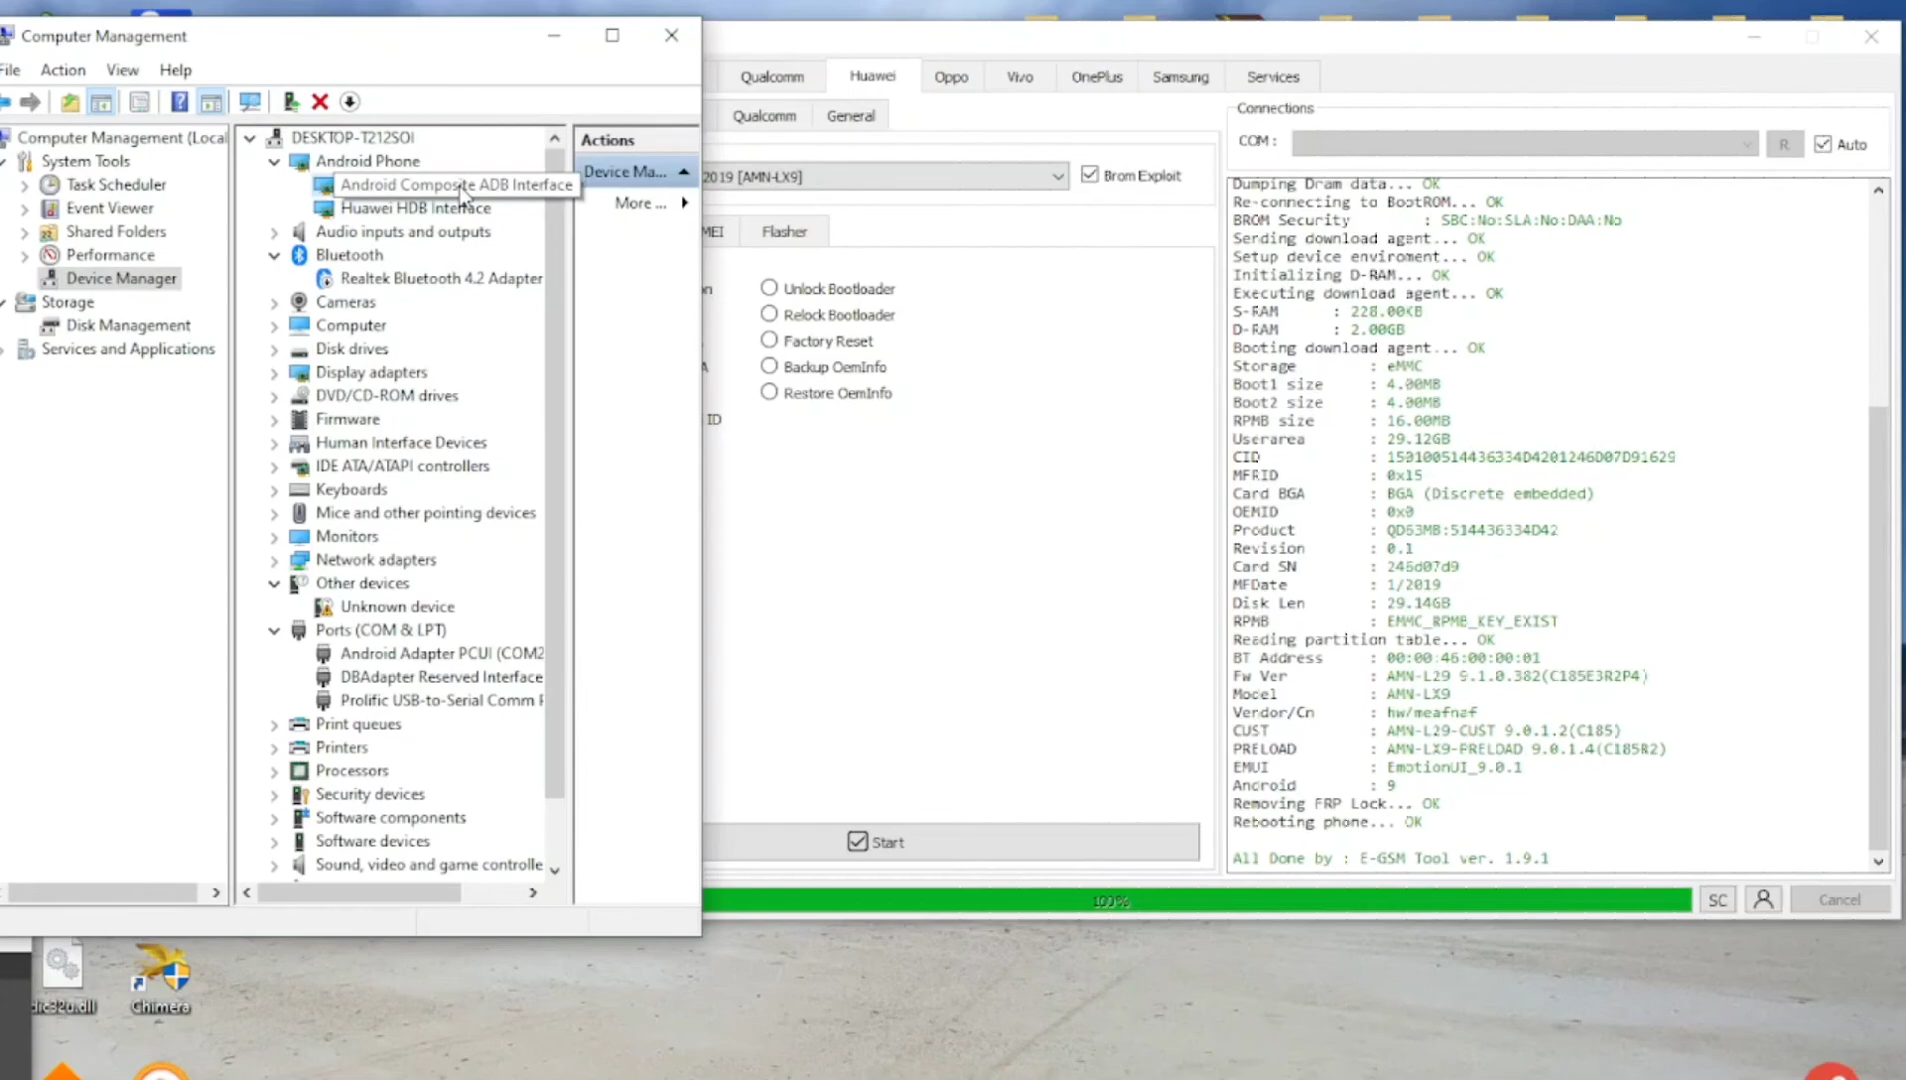 Computer Management
File Action View Help
Computer Management (Local
System Tools
Task Scheduler
Event Viewer
Shared Folders
Performance
Device Manager
Storage
Disk Management
Services and Applications
DESKTOP-T212SOI
Android Phone
Android Composite ADB Interface
Huawei HDB Interface
Audio inputs and outputs
Bluetooth
Realtek Bluetooth 4.2 Adapter
Cameras
Computer
Disk drives
Display adapters
DVD/CD-ROM drives
Firmware
Human Interface Devices
IDE ATA/ATAPI controllers
Keyboards
Mice and other pointing devices
Monitors
Network adapters
Other devices
Unknown device
Ports (COM & LPT)
Android Adapter PCUI (COM2
DBAdapter Reserved Interface
Prolific USB-to-Serial Comm P
Print queues
Printers
Processors
Security devices
Software components
Software devices
Sound, video and game controlle
Actions
Device Ma...
More ...
Qualcomm Huawei Oppo Vivo OnePlus Samsung Services
Qualcomm General
2019 [AMN-LX9] Brom Exploit
MEI Flasher
on
A
ID
Unlock Bootloader
Relock Bootloader
Factory Reset
Backup OemInfo
Restore OemInfo
Start
Connections
COM : R Auto
Dumping Dram data... OK
Re-connecting to BootROM... OK
BROM Security : SBC:No:SLA:No:DAA:No
Sending download agent... OK
Setup device enviroment... OK
Initializing D-RAM... OK
Executing download agent... OK
S-RAM : 228.00KB
D-RAM : 2.00GB
Booting download agent... OK
Storage : eMMC
Boot1 size : 4.00MB
Boot2 size : 4.00MB
RPMB size : 16.00MB
Userarea : 29.12GB
CID : 150100514436334D4201246D07D91629
MFRID : 0x15
Card BGA : BGA (Discrete embedded)
OEMID : 0x0
Product : QD63MB:514436334D42
Revision : 0.1
Card SN : 246d07d9
MFDate : 1/2019
Disk Len : 29.14GB
RPMB : EMMC_RPMB_KEY_EXIST
Reading partition table... OK
BT Address : 00:00:46:00:00:01
Fw Ver : AMN-L29 9.1.0.382(C185E3R2P4)
Model : AMN-LX9
Vendor/Cn : hw/meafnaf
CUST : AMN-L29-CUST 9.0.1.2(C185)
PRELOAD : AMN-LX9-PRELOAD 9.0.1.4(C185R2)
EMUI : EmotionUI_9.0.1
Android : 9
Removing FRP Lock... OK
Rebooting phone... OK
All Done by : E-GSM Tool ver. 1.9.1
100% SC Cancel
Chimera